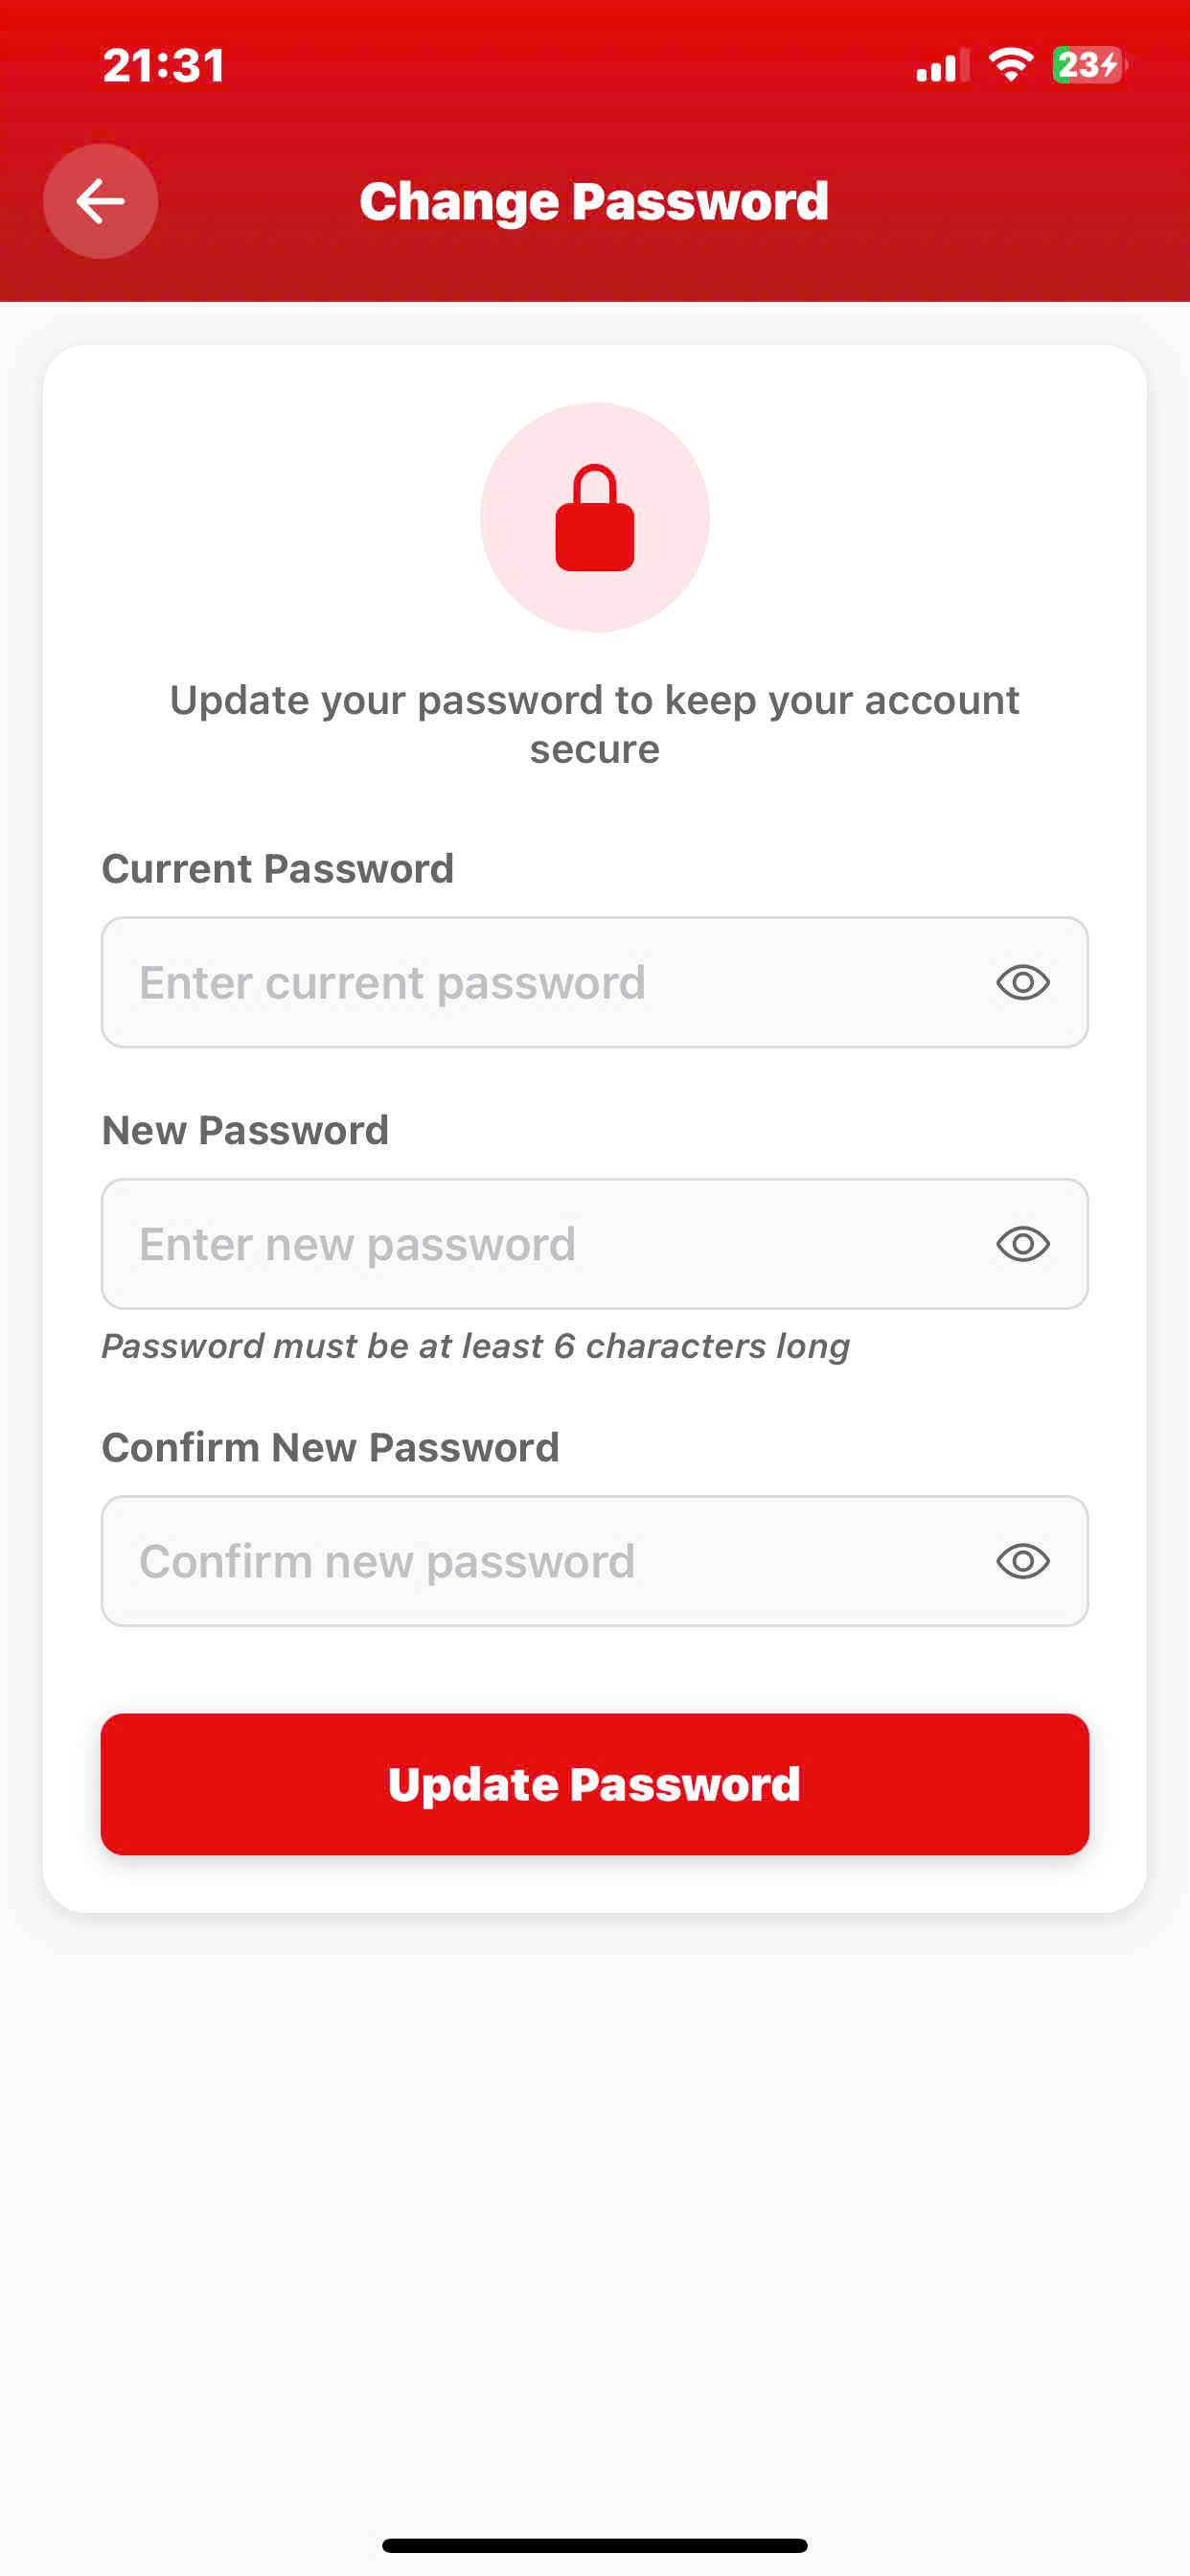 21:31
23
Change Password
Update your password to keep your account
secure
Current Password
Enter current password
New Password
Enter new password
Password must be at least 6 characters long
Confirm New Password
Confirm new password
Update Password